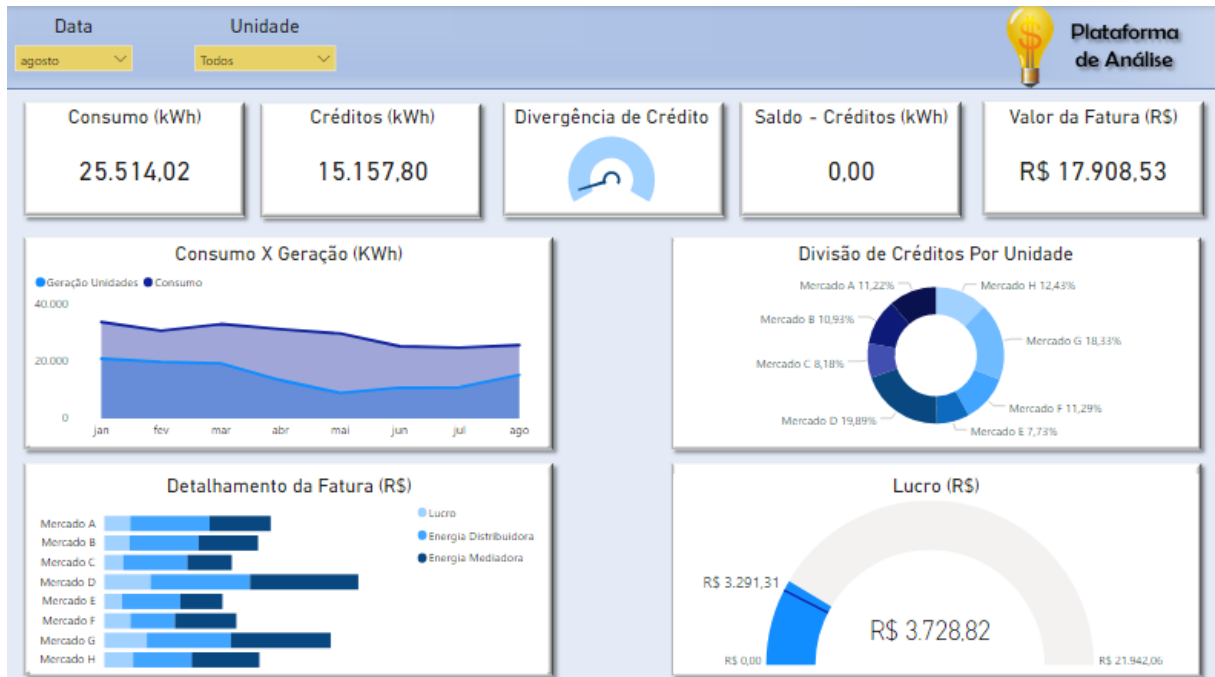 Data
Unidade
agosto
Todos
$
Plataforma
de Análise
Consumo (kWh)
25.514,02
Créditos (kWh)
15.157,80
Divergência de Crédito
Saldo - Créditos (kWh)
0,00
Valor da Fatura (R$)
R$ 17.908,53
Consumo X Geração (KWh)
Geração Unidades
Consumo
40.000
20.000
0
jan
fev
mar
abr
mai
jun
jul
ago
Divisão de Créditos Por Unidade
Mercado A 11,22%
Mercado H 12,43%
Mercado B 10,93%
Mercado G 18,33%
Mercado C 8,18%
Mercado F 11,29%
Mercado D 19,89%
Mercado E 7,73%
Detalhamento da Fatura (R$)
Lucro
Energia Distribuidora
Energia Mediadora
Mercado A
Mercado B
Mercado C
Mercado D
Mercado E
Mercado F
Mercado G
Mercado H
Lucro (R$)
R$ 3.291,31
R$ 3.728,82
R$ 0,00
R$ 21.942,06